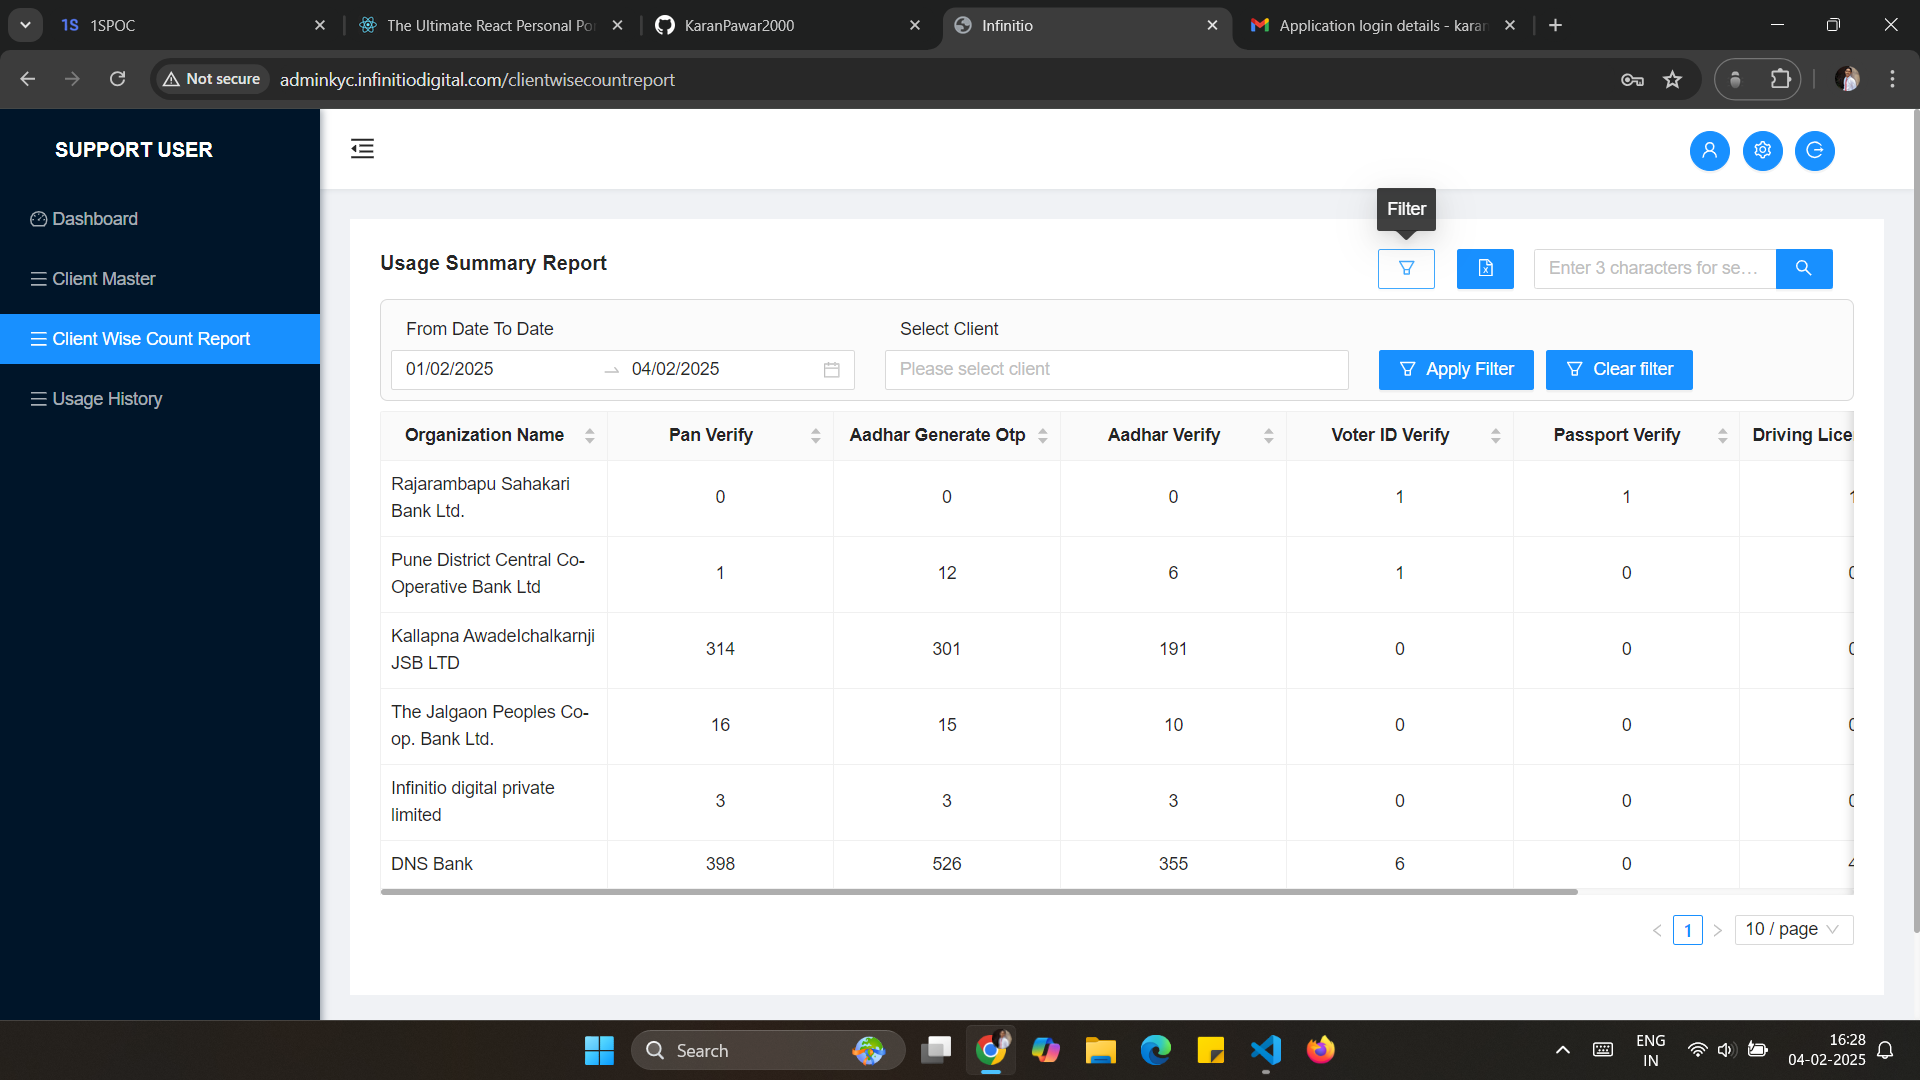 1S 1SPOC
The Ultimate React Personal Po
KaranPawar2000
Infinitio
Application login details - karan
Not secure
adminkyc.infinitiodigital.com/clientwisecountreport
SUPPORT USER
Dashboard
Client Master
Client Wise Count Report
Usage History
Filter
Usage Summary Report
Enter 3 characters for se...
From Date To Date
Select Client
01/02/2025
04/02/2025
Please select client
Apply Filter
Clear filter
Organization Name Pan Verify Aadhar Generate Otp Aadhar Verify Voter ID Verify Passport Verify Driving Lice
Rajarambapu Sahakari
Bank Ltd.
0 0 0 1 1 1
Pune District Central Co-
Operative Bank Ltd
1 12 6 1 0 0
Kallapna AwadeIchalkarnji
JSB LTD
314 301 191 0 0 0
The Jalgaon Peoples Co-
op. Bank Ltd.
16 15 10 0 0 0
Infinitio digital private
limited
3 3 3 0 0 0
DNS Bank 398 526 355 6 0 4
1
10 / page
Search
ENG
IN
16:28
04-02-2025